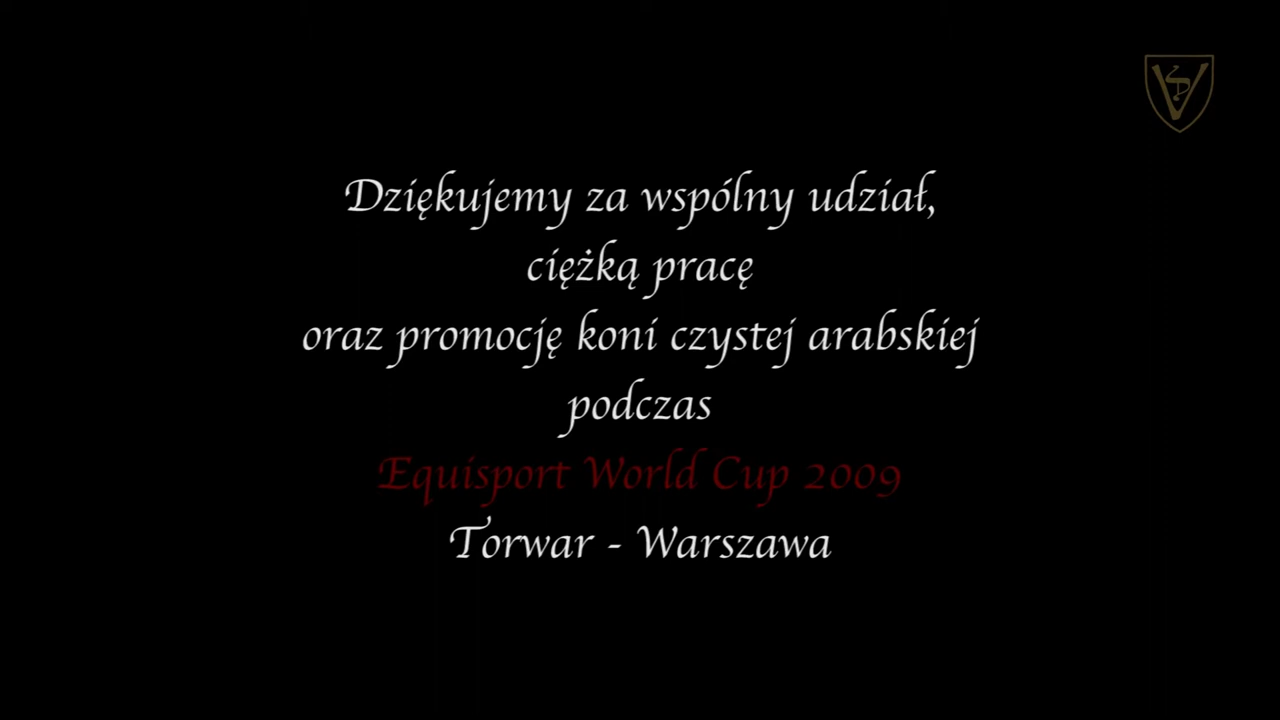 Dziękujemy za wspólny udział,
ciężką pracę
oraz promocję koni czystej arabskiej
podczas
Equisport World Cup 2009
Torwar - Warszawa